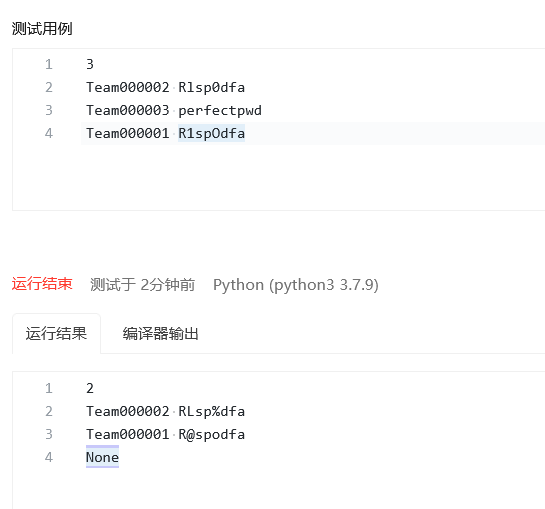 测试用例
1 3
2 Team000002 Rlsp0dfa
3 Team000003 perfectpwd
4 Team000001 R1spOdfa
运行结束 测试于 2分钟前 Python (python3 3.7.9)
运行结果 编译器输出
1 2
2 Team000002 RLsp%dfa
3 Team000001 R@spodfa
4 None